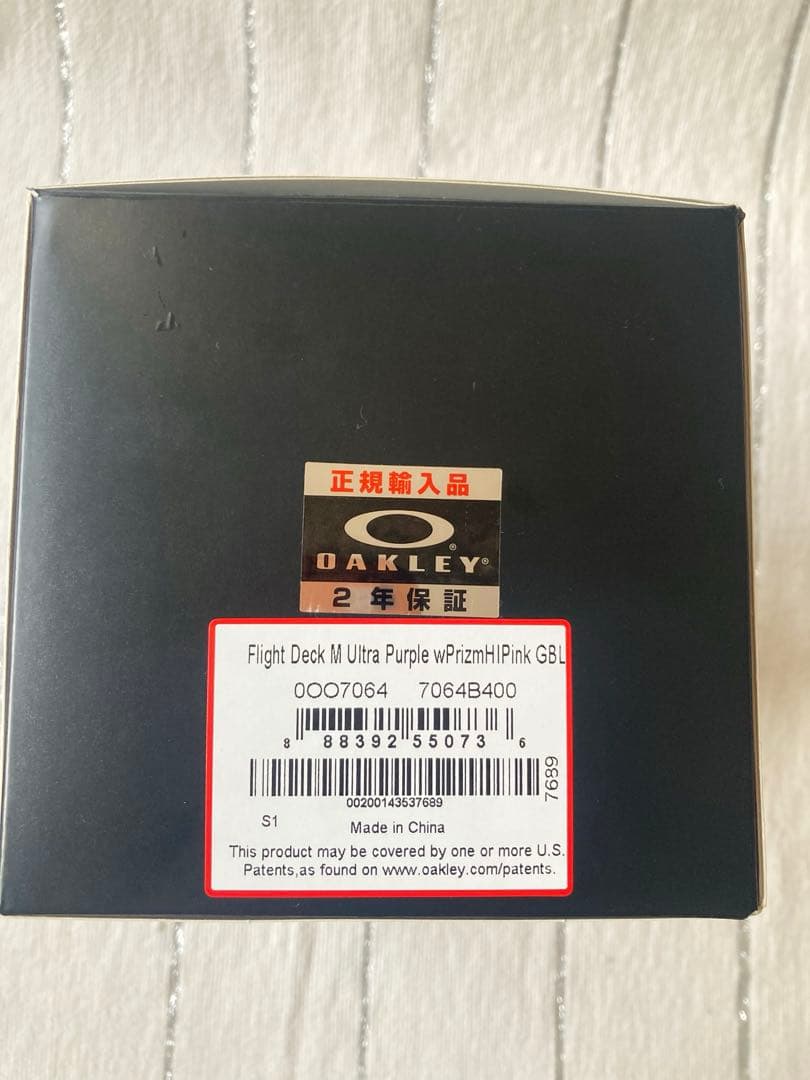 正規輸入品
OAKLEY®
2年保証
Flight Deck M Ultra Purple wPrizmHIPink GBL
0OO7064 7064B400
8 88392 55073 6
7689
00200143537689
S1
Made in China
This product may be covered by one or more U.S.
Patents,as found on www.oakley.com/patents.